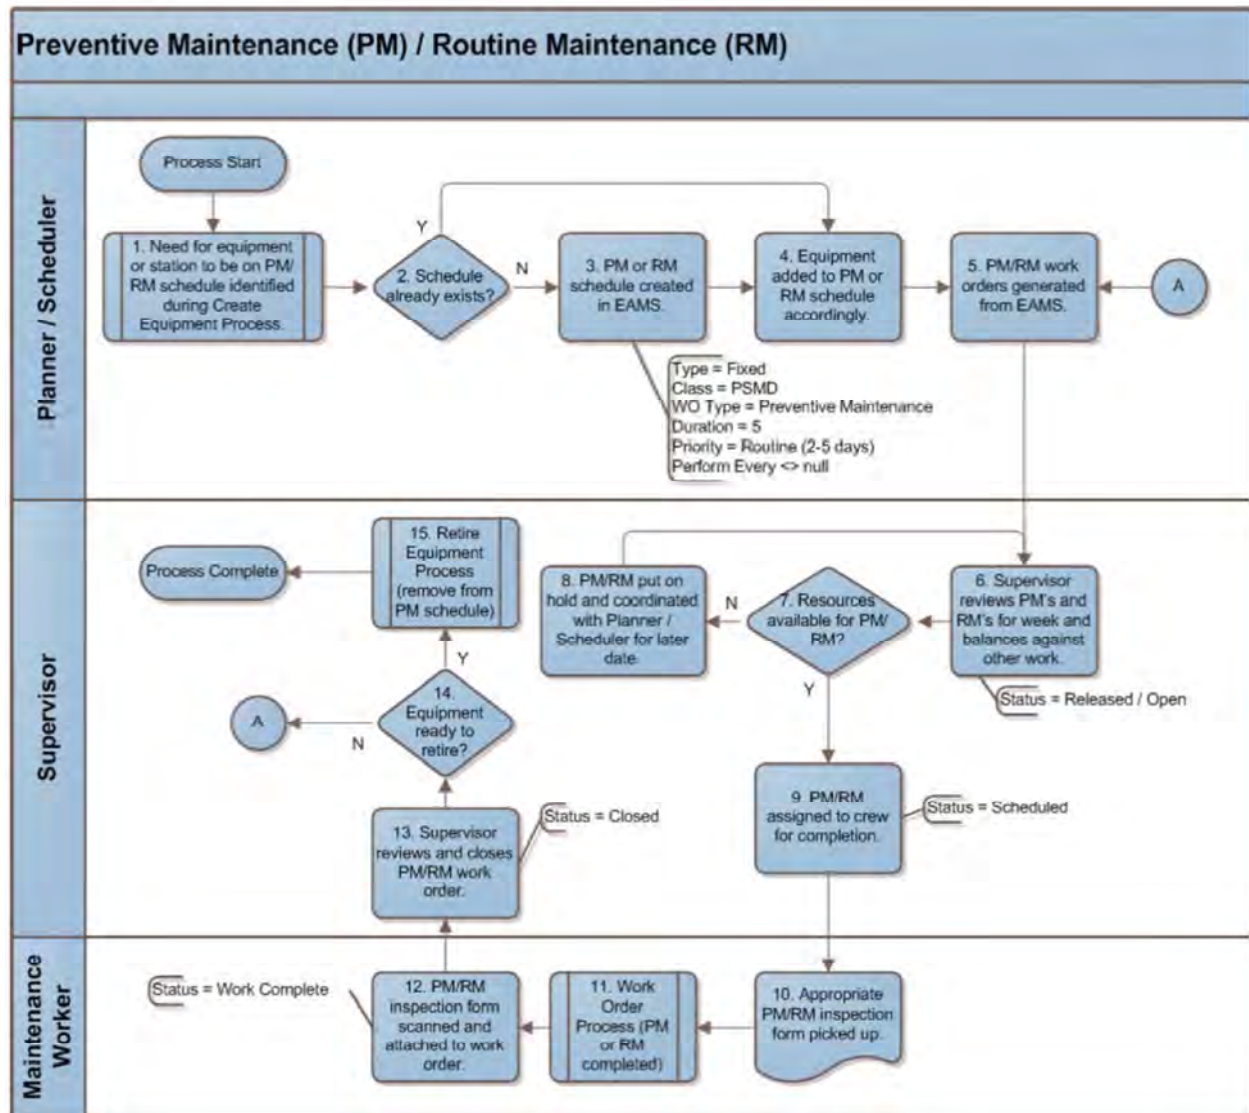 Preventive Maintenance (PM) / Routine Maintenance (RM)
Planner / Scheduler
Process Start
1. Need for equipment
or station to be on PM/
RM schedule identified
during Create
Equipment Process.
Y
2. Schedule
already exists?
N
3. PM or RM
schedule created
in EAMS.
4. Equipment
added to PM or
RM schedule
accordingly.
5. PM/RM work
orders generated
from EAMS.
A
Type = Fixed
Class = PSMD
WO Type = Preventive Maintenance
Duration = 5
Priority = Routine (2-5 days)
Perform Every <> null
Supervisor
Process Complete
15. Retire
Equipment
Process
(remove from
PM schedule)
8. PM/RM put on
hold and coordinated
with Planner /
Scheduler for later
date.
N
7. Resources
available for PM/
RM?
Y
6. Supervisor
reviews PM's and
RM's for week and
balances against
other work.
Status = Released / Open
Y
A
N
14.
Equipment
ready to
retire?
9. PM/RM
assigned to crew
for completion.
Status = Scheduled
13. Supervisor
reviews and closes
PM/RM work
order.
Status = Closed
Maintenance
Worker
Status = Work Complete
12. PM/RM
inspection form
scanned and
attached to work
order.
11. Work
Order
Process (PM
or RM
completed)
10. Appropriate
PM/RM inspection
form picked up.